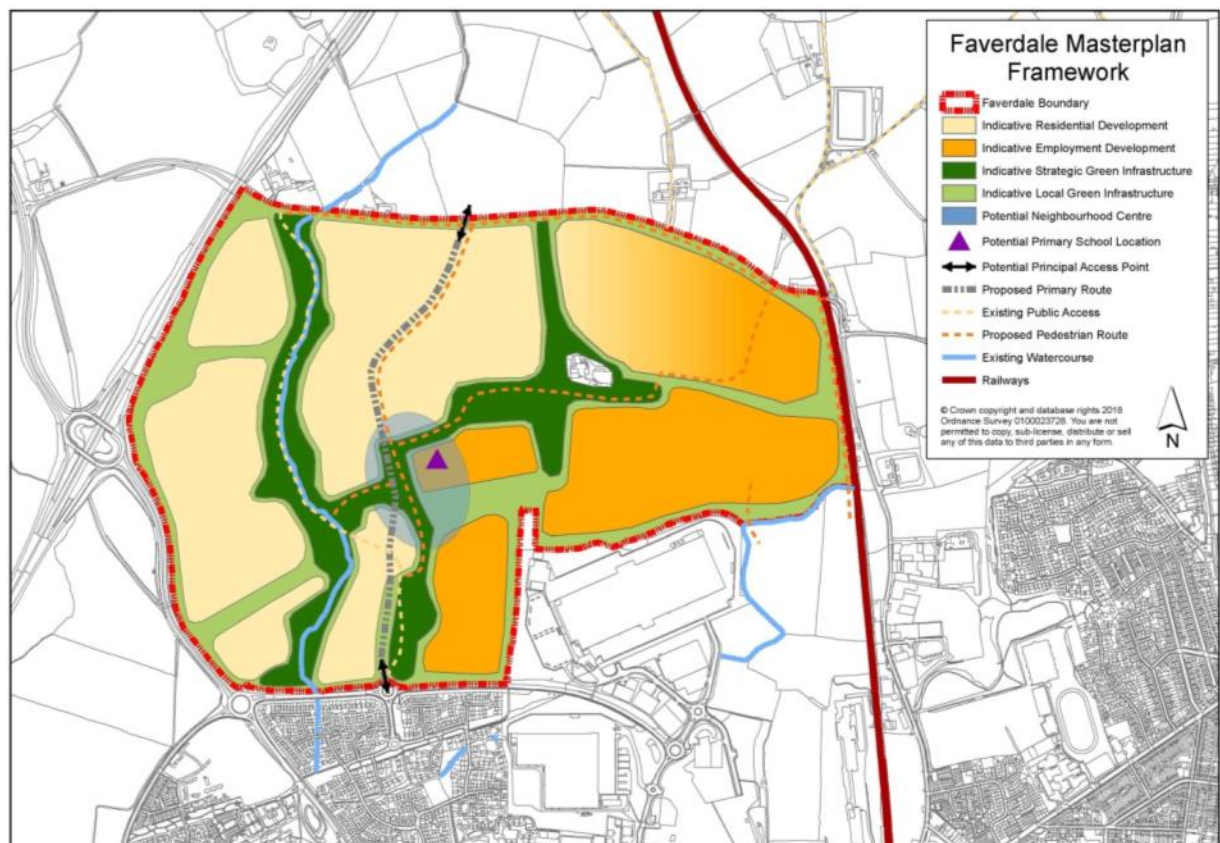 Faverdale Masterplan
Framework
Faverdale Boundary
Indicative Residential Development
Indicative Employment Development
Indicative Strategic Green Infrastructure
Indicative Local Green Infrastructure
Potential Neighbourhood Centre
Potential Primary School Location
Potential Principal Access Point
Proposed Primary Route
Existing Public Access
Proposed Pedestrian Route
Existing Watercourse
Railways
© Crown copyright and database rights 2018
Ordnance Survey 0100023728. You are not
permitted to copy, sub-license, distribute or sell
any of this data to third parties in any form.
N